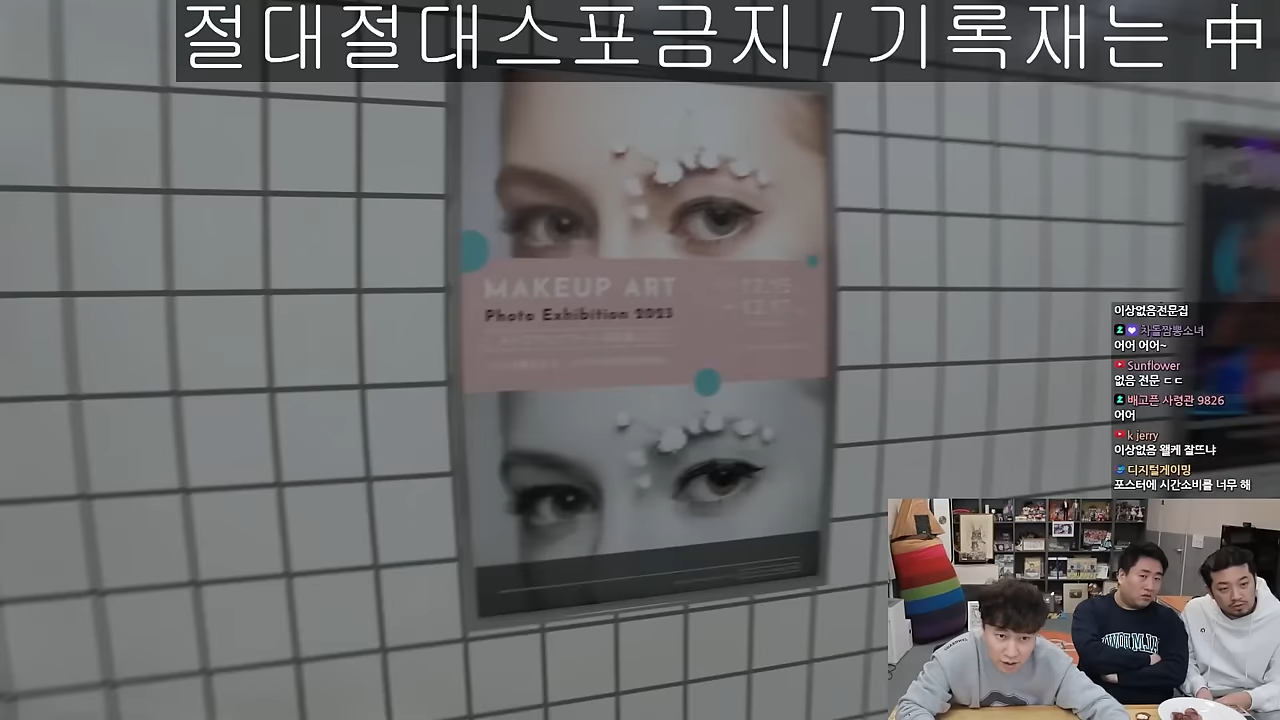 절대절대스포금지 / 기록재는 中
MAKEUP ART
Photo Exhibition 2023
이상없음전문집
차돌짬뽕소녀
어어 어어~
Sunflower
없음 전문 ㄷㄷ
배고픈 사령관 9826
어어
k jerry
이상없음 왤케 잘뜨냐
디지털게이밍
포스터에 시간소비를 너무 해